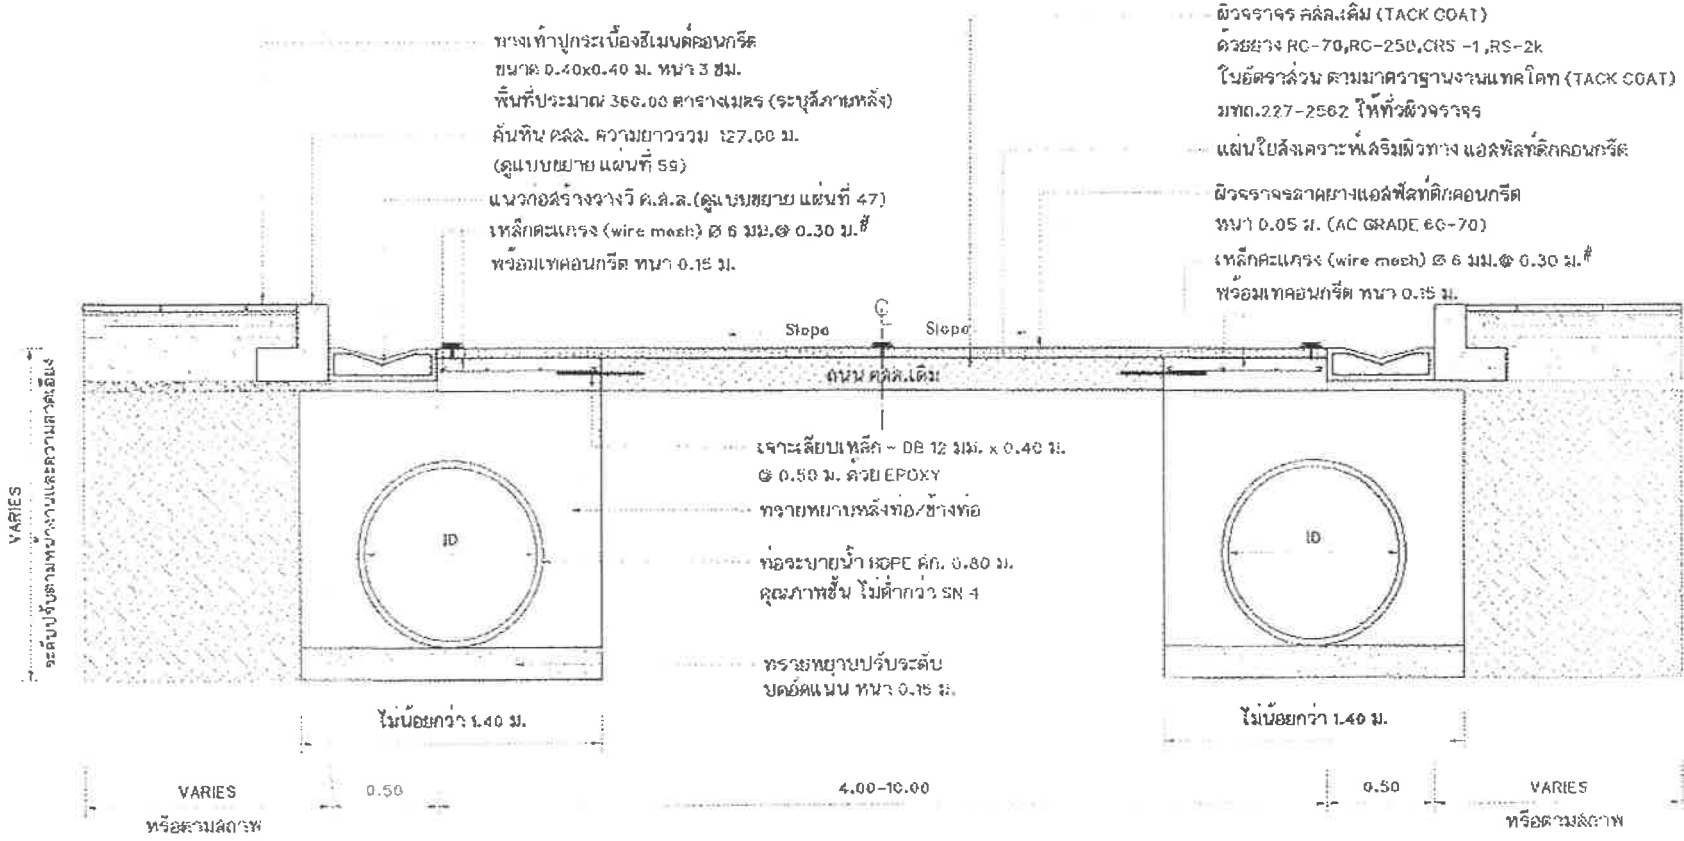 ทางเท้าปูกระเบื้องซีเมนต์คอนกรีต
ขนาด 0.40x0.40 ม. หนา 3 ซม.
พื้นที่ประมาณ 380.00 ตารางเมตร (ระบุสีภายหลัง)
คันหิน คสล. ความยาวรวม 127.00 ม.
(ดูแบบขยาย แผ่นที่ 59)
แนวก่อสร้างรางวี ค.ส.ล.(ดูแบบขยาย แผ่นที่ 47)
เหล็กตะแกรง (wire mesh) Ø 6 มม.@ 0.30 ม.#
พร้อมเทคอนกรีต หนา 0.15 ม.
ผิวจราจร คสล.เดิม (TACK COAT)
ด้วยยาง RC-70,RC-250,CRS -1,RS-2k
ในอัตราส่วน ตามมาตราฐานงานแทคโคท (TACK COAT)
มทถ.227-2562 ให้ทั่วผิวจราจร
แผ่นใยสังเคราะห์เสริมผิวทาง แอสฟัลท์ติกคอนกรีต
ผิวจราจรลาดยางแอสฟัสท์ติกคอนกรีต
หนา 0.05 ม. (AC GRADE 60-70)
เหล็กตะแกรง (wire mesh) Ø 6 มม.@ 0.30 ม.#
พร้อมเทคอนกรีต หนา 0.15 ม.
Slope
Slope
ถนน คสล.เดิม
เจาะเสียบเหล็ก - DB 12 มม. x 0.40 ม.
@ 0.50 ม. ด้วย EPOXY
ทรายหยาบหลังท่อ/ข้างท่อ
ท่อระบายน้ำ HDPE ศก. 0.80 ม.
คุณภาพชั้น ไม่ต่ำกว่า SN 4
ทรายหยาบปรับระดับ
บดอัดแน่น หนา 0.15 ม.
ID
ID
VARIES
ระดับปรับตามหน้างานและความลาดเอียง
ไม่น้อยกว่า 1.40 ม.
ไม่น้อยกว่า 1.40 ม.
VARIES
หรือตามสภาพ
0.50
4.00-10.00
0.50
VARIES
หรือตามสภาพ